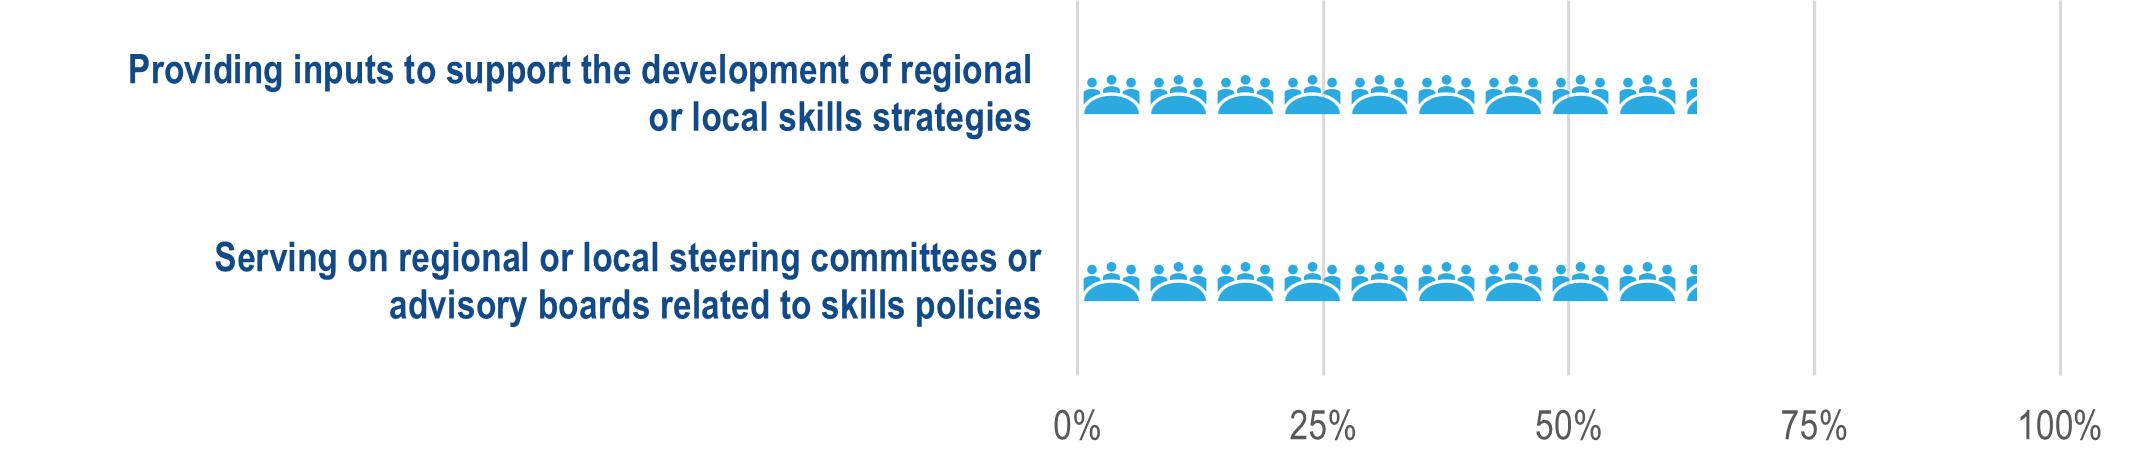 Providing inputs to support the development of regional
or local skills strategies
Serving on regional or local steering committees or
advisory boards related to skills policies
0% 25% 50% 75% 100%